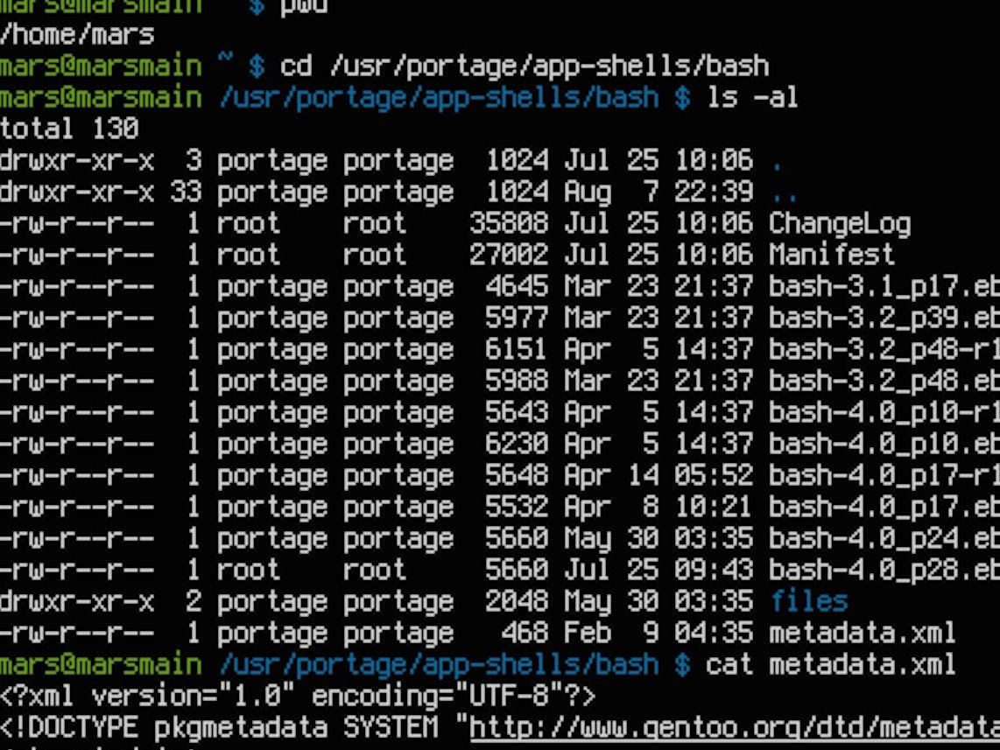 mars@marsmain ~ $ pwd
/home/mars
mars@marsmain ~ $ cd /usr/portage/app-shells/bash
mars@marsmain /usr/portage/app-shells/bash $ ls -al
total 130
drwxr-xr-x  3 portage portage  1024 Jul 25 10:06 .
drwxr-xr-x 33 portage portage  1024 Aug  7 22:39 ..
-rw-r--r--  1 root    root    35808 Jul 25 10:06 ChangeLog
-rw-r--r--  1 root    root    27002 Jul 25 10:06 Manifest
-rw-r--r--  1 portage portage  4645 Mar 23 21:37 bash-3.1_p17.eb
-rw-r--r--  1 portage portage  5977 Mar 23 21:37 bash-3.2_p39.eb
-rw-r--r--  1 portage portage  6151 Apr  5 14:37 bash-3.2_p48-r1
-rw-r--r--  1 portage portage  5988 Mar 23 21:37 bash-3.2_p48.eb
-rw-r--r--  1 portage portage  5643 Apr  5 14:37 bash-4.0_p10-r1
-rw-r--r--  1 portage portage  6230 Apr  5 14:37 bash-4.0_p10.eb
-rw-r--r--  1 portage portage  5648 Apr 14 05:52 bash-4.0_p17-r1
-rw-r--r--  1 portage portage  5532 Apr  8 10:21 bash-4.0_p17.eb
-rw-r--r--  1 portage portage  5660 May 30 03:35 bash-4.0_p24.eb
-rw-r--r--  1 root    root     5660 Jul 25 09:43 bash-4.0_p28.eb
drwxr-xr-x  2 portage portage  2048 May 30 03:35 files
-rw-r--r--  1 portage portage   468 Feb  9 04:35 metadata.xml
mars@marsmain /usr/portage/app-shells/bash $ cat metadata.xml
<?xml version="1.0" encoding="UTF-8"?>
<!DOCTYPE pkgmetadata SYSTEM "http://www.gentoo.org/dtd/metadata